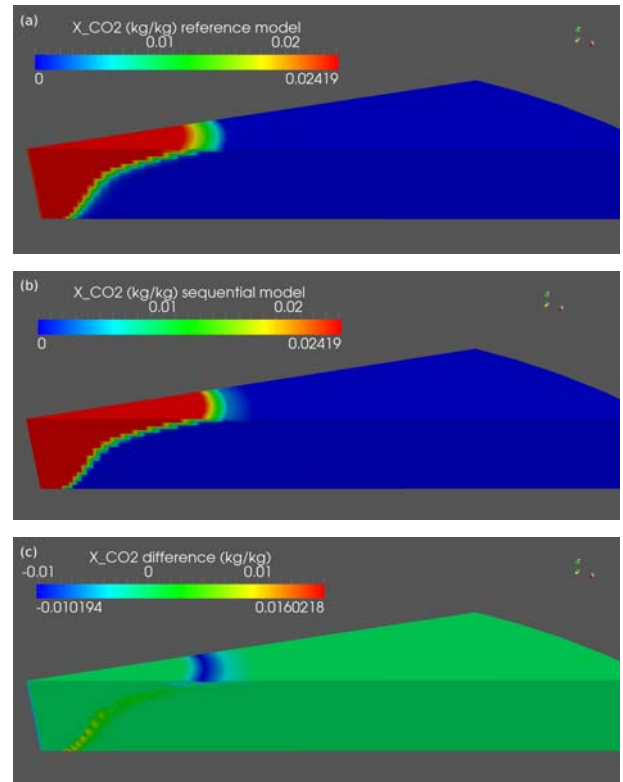 (a)
X_CO2 (kg/kg) reference model
0.01 0.02
0 0.02419
(b)
X_CO2 (kg/kg) sequential model
0.01 0.02
0 0.02419
(c)
X_CO2 difference (kg/kg)
-0.01 0 0.01
-0.010194 0.0160218